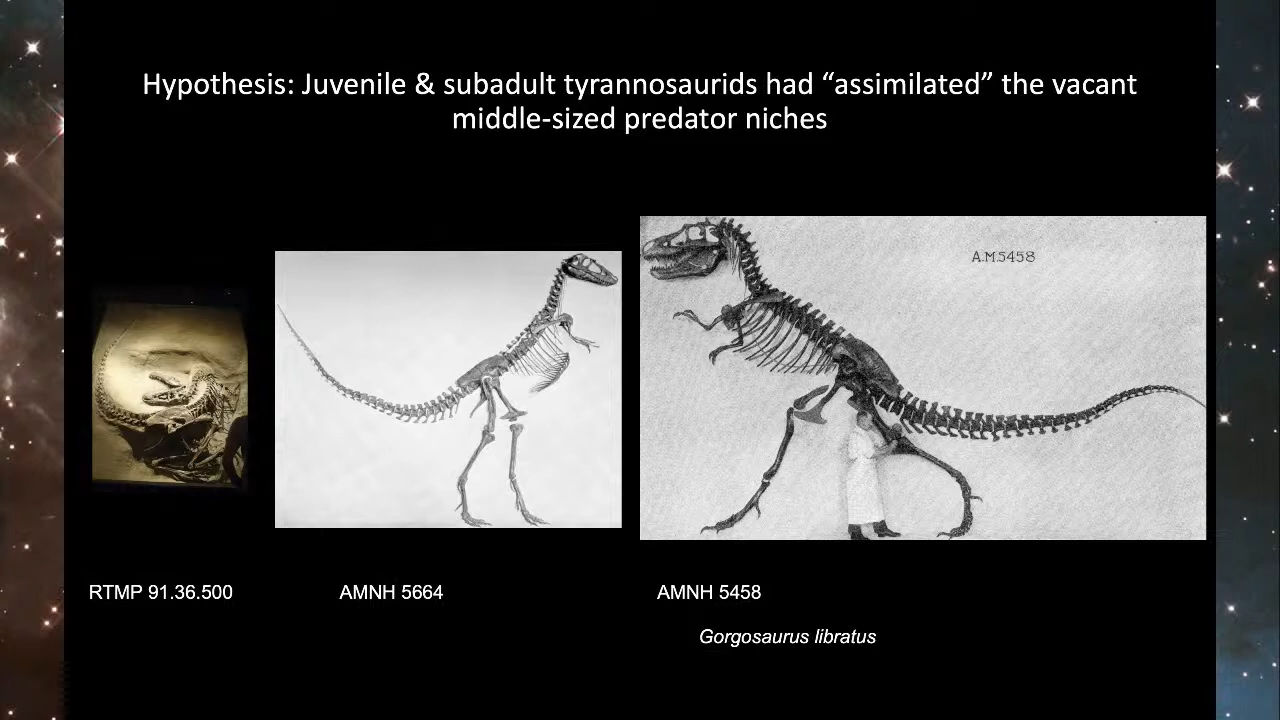 Hypothesis: Juvenile & subadult tyrannosaurids had “assimilated” the vacant
middle-sized predator niches
A.M.5458
RTMP 91.36.500
AMNH 5664
AMNH 5458
Gorgosaurus libratus